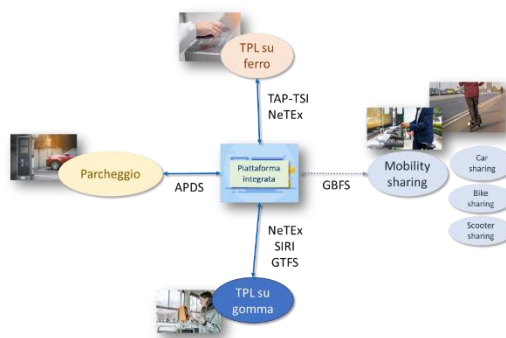 TPL su
ferro
TAP-TSI
NeTEx
Parcheggio
APDS
Piattaforma
integrata
GBFS
Mobility
sharing
Car
sharing
Bike
sharing
Scooter
sharing
NeTEx
SIRI
GTFS
TPL su
gomma